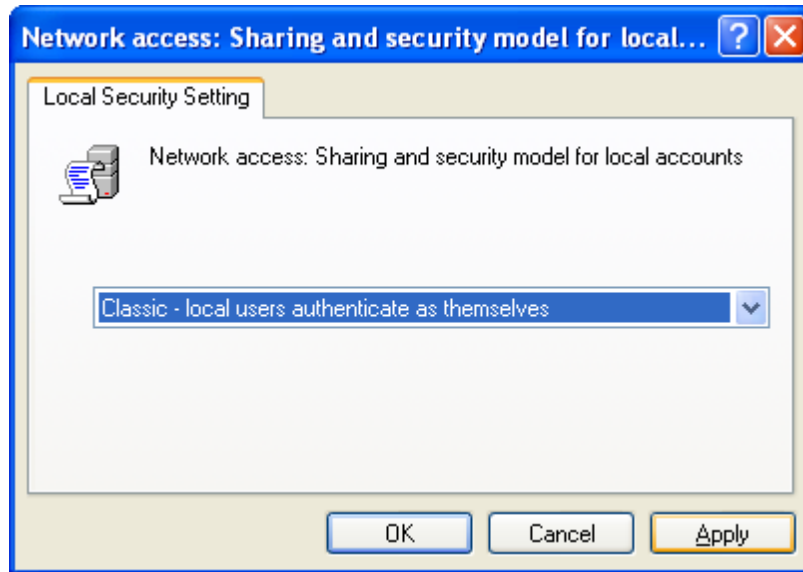 Network access: Sharing and security model for local...
Local Security Setting
Network access: Sharing and security model for local accounts
Classic - local users authenticate as themselves
OK Cancel Apply